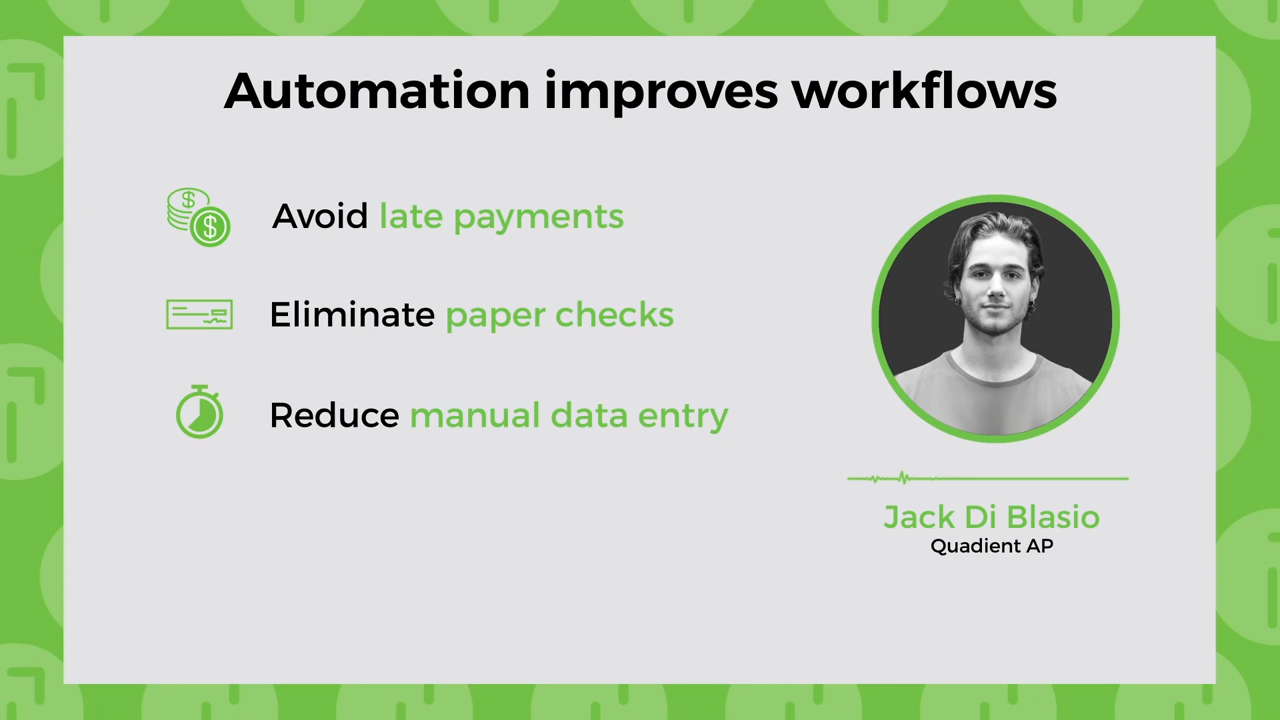 Automation improves workflows
Avoid late payments
Eliminate paper checks
Reduce manual data entry
Jack Di Blasio
Quadient AP